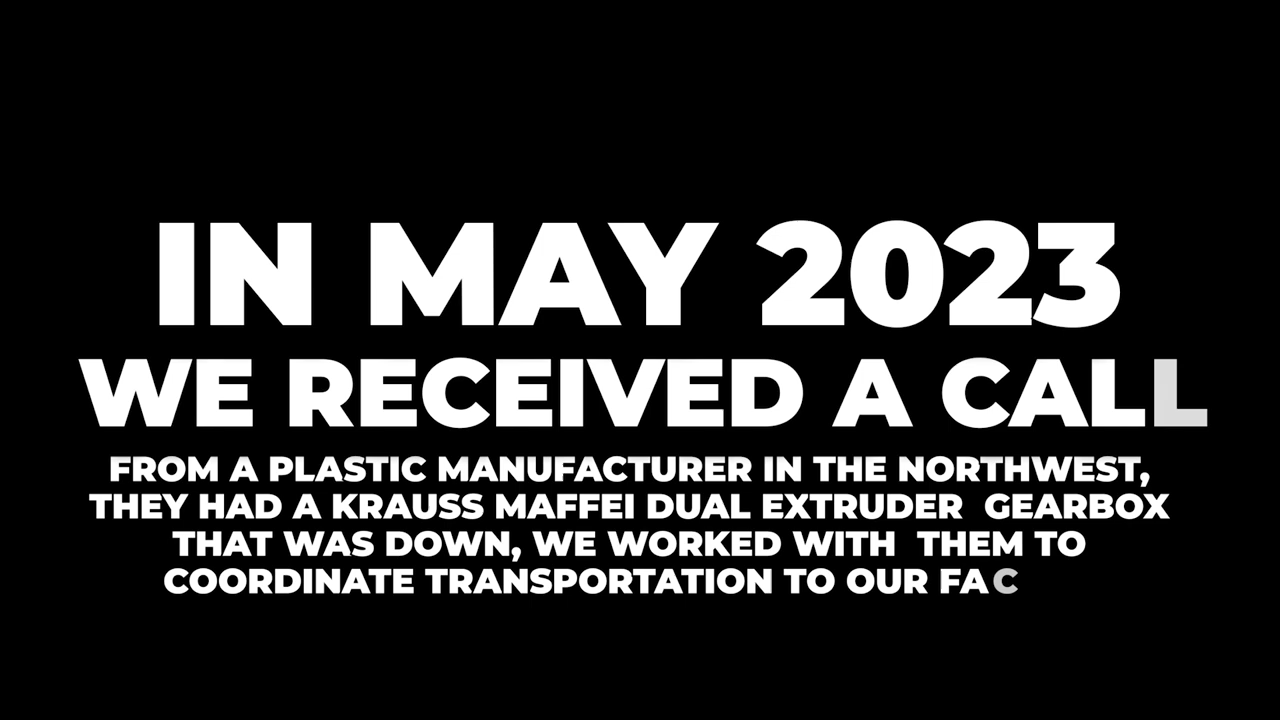 IN MAY 2023
WE RECEIVED A CALL
FROM A PLASTIC MANUFACTURER IN THE NORTHWEST,
THEY HAD A KRAUSS MAFFEI DUAL EXTRUDER  GEARBOX
THAT WAS DOWN, WE WORKED WITH  THEM TO
COORDINATE TRANSPORTATION TO OUR FAC